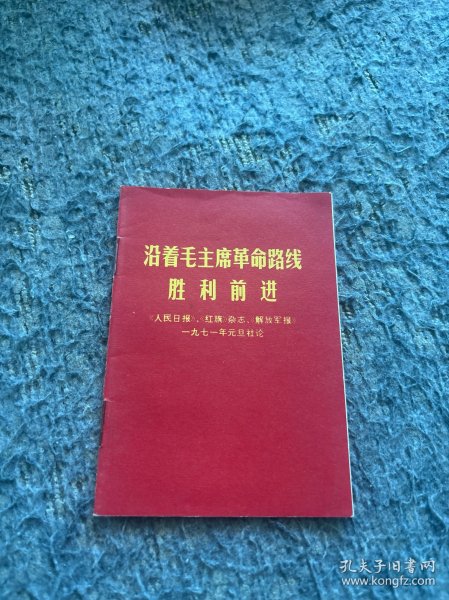 沿着毛主席革命路线
胜利前进
《人民日报》、《红旗》杂志、《解放军报》
一九七一年元旦社论
孔夫子旧书网
www.kongfz.com